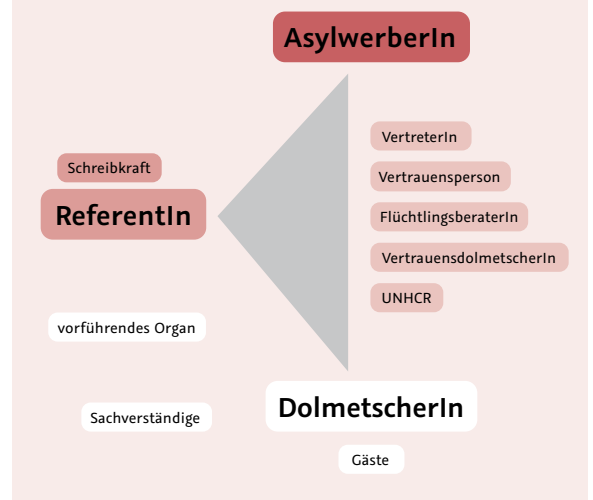 AsylwerberIn
VertreterIn
Schreibkraft
Vertrauensperson
ReferentIn
FlüchtlingsberaterIn
VertrauensdolmetscherIn
UNHCR
vorführendes Organ
DolmetscherIn
Sachverständige
Gäste